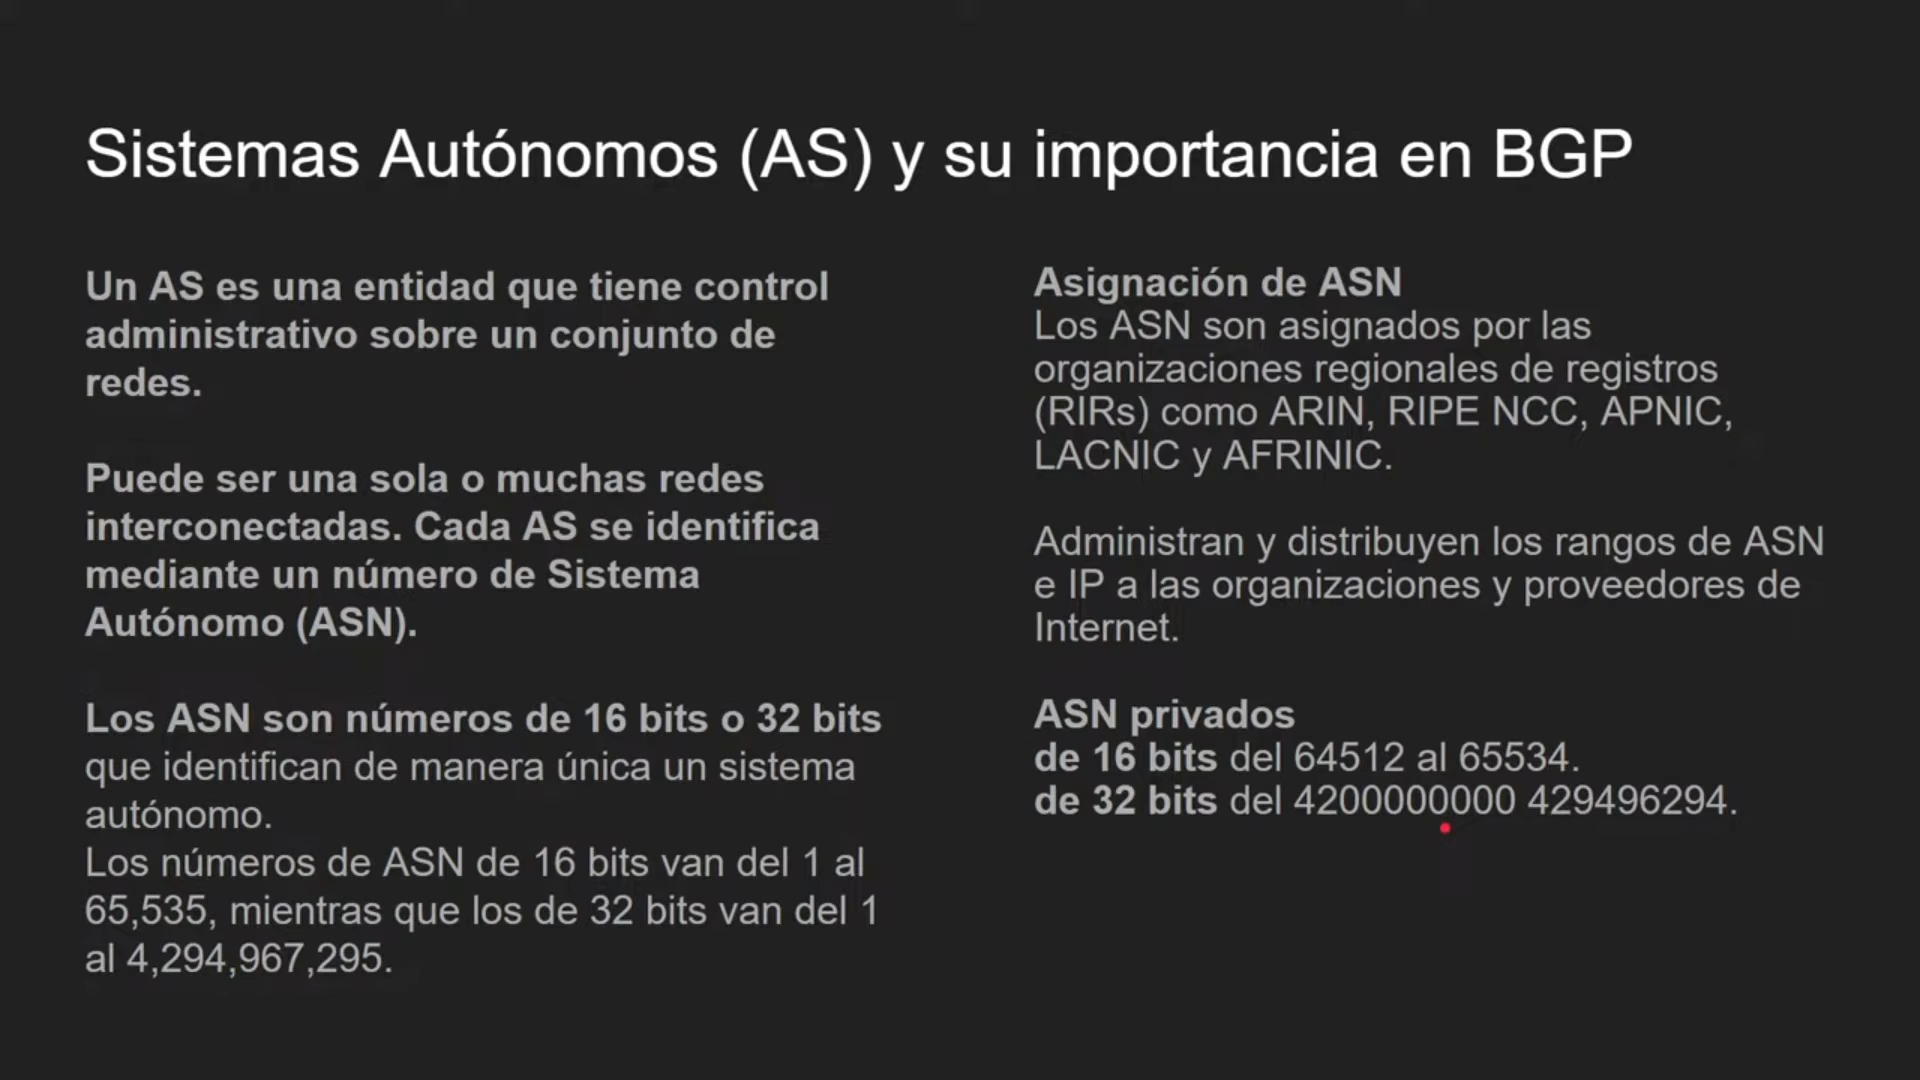 Sistemas Autónomos (AS) y su importancia en BGP
Un AS es una entidad que tiene control
administrativo sobre un conjunto de
redes.
Puede ser una sola o muchas redes
interconectadas. Cada AS se identifica
mediante un número de Sistema
Autónomo (ASN).
Los ASN son números de 16 bits o 32 bits
que identifican de manera única un sistema
autónomo.
Los números de ASN de 16 bits van del 1 al
65,535, mientras que los de 32 bits van del 1
al 4,294,967,295.
Asignación de ASN
Los ASN son asignados por las
organizaciones regionales de registros
(RIRs) como ARIN, RIPE NCC, APNIC,
LACNIC y AFRINIC.
Administran y distribuyen los rangos de ASN
e IP a las organizaciones y proveedores de
Internet.
ASN privados
de 16 bits del 64512 al 65534.
de 32 bits del 4200000000 429496294.